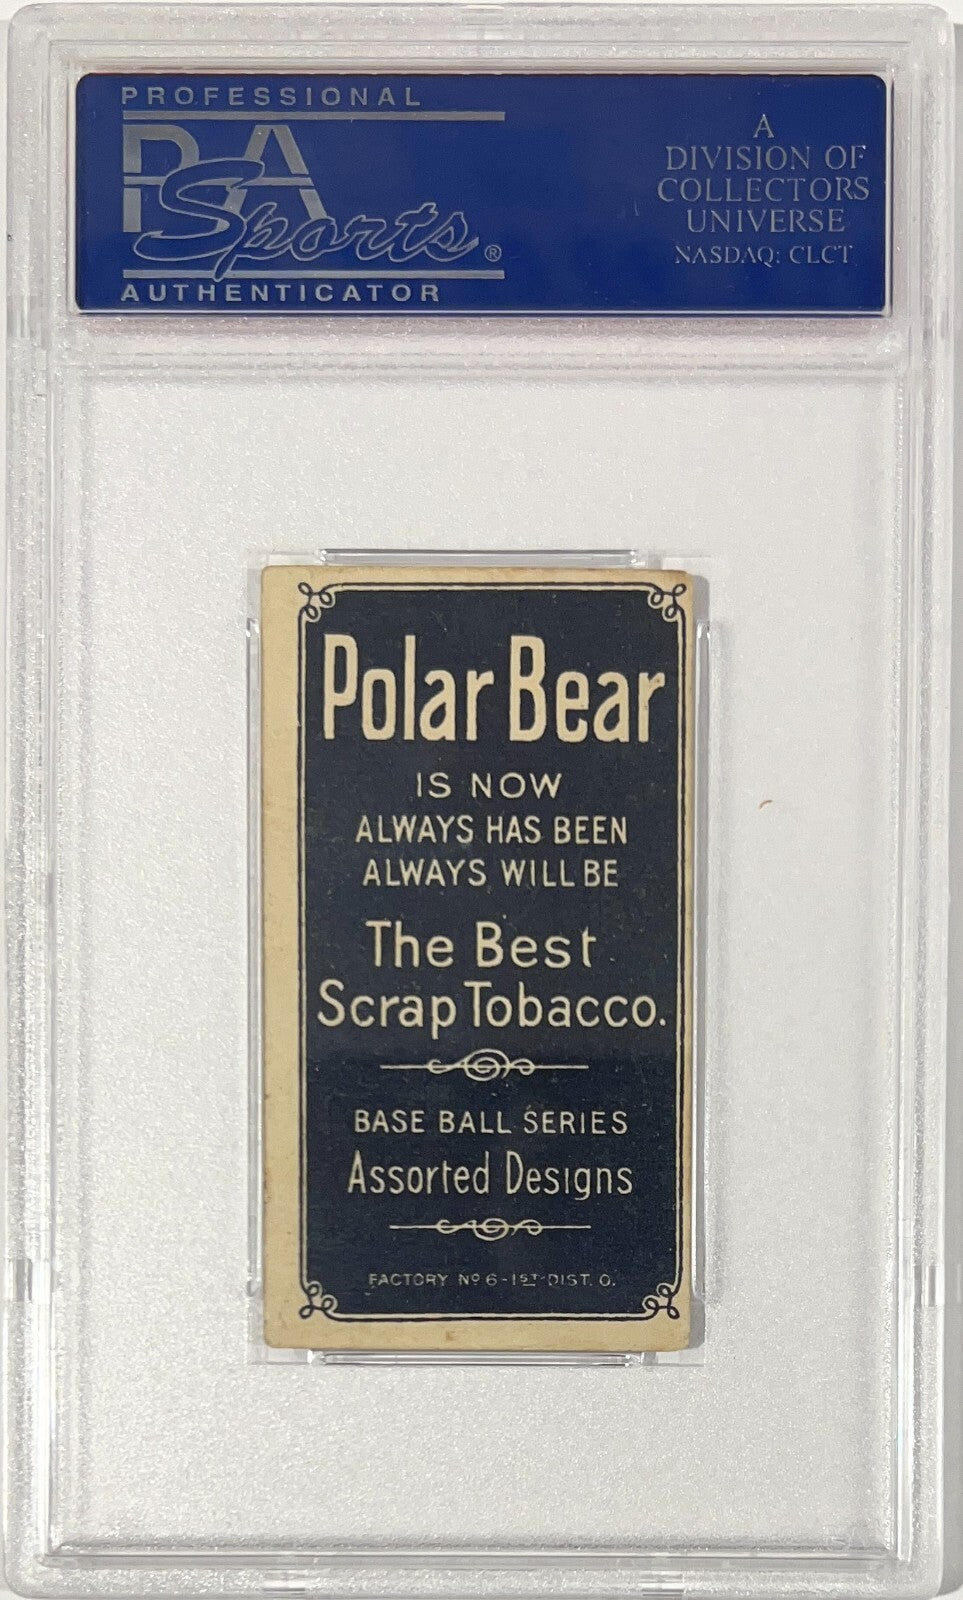 PROFESSIONAL
PSA
Sports®
AUTHENTICATOR
A
DIVISION OF
COLLECTORS
UNIVERSE
NASDAQ: CLCT
Polar Bear
IS NOW
ALWAYS HAS BEEN
ALWAYS WILL BE
The Best
Scrap Tobacco.
BASE BALL SERIES
Assorted Designs
FACTORY Nº 6 - 1ST DIST. O.